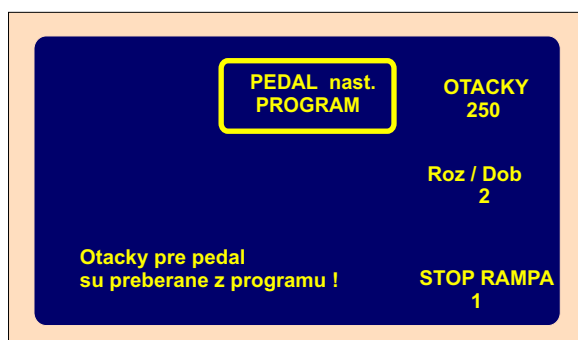 PEDAL nast.
PROGRAM
OTACKY
250
Roz / Dob
2
Otacky pre pedal
su preberane z programu !
STOP RAMPA
1